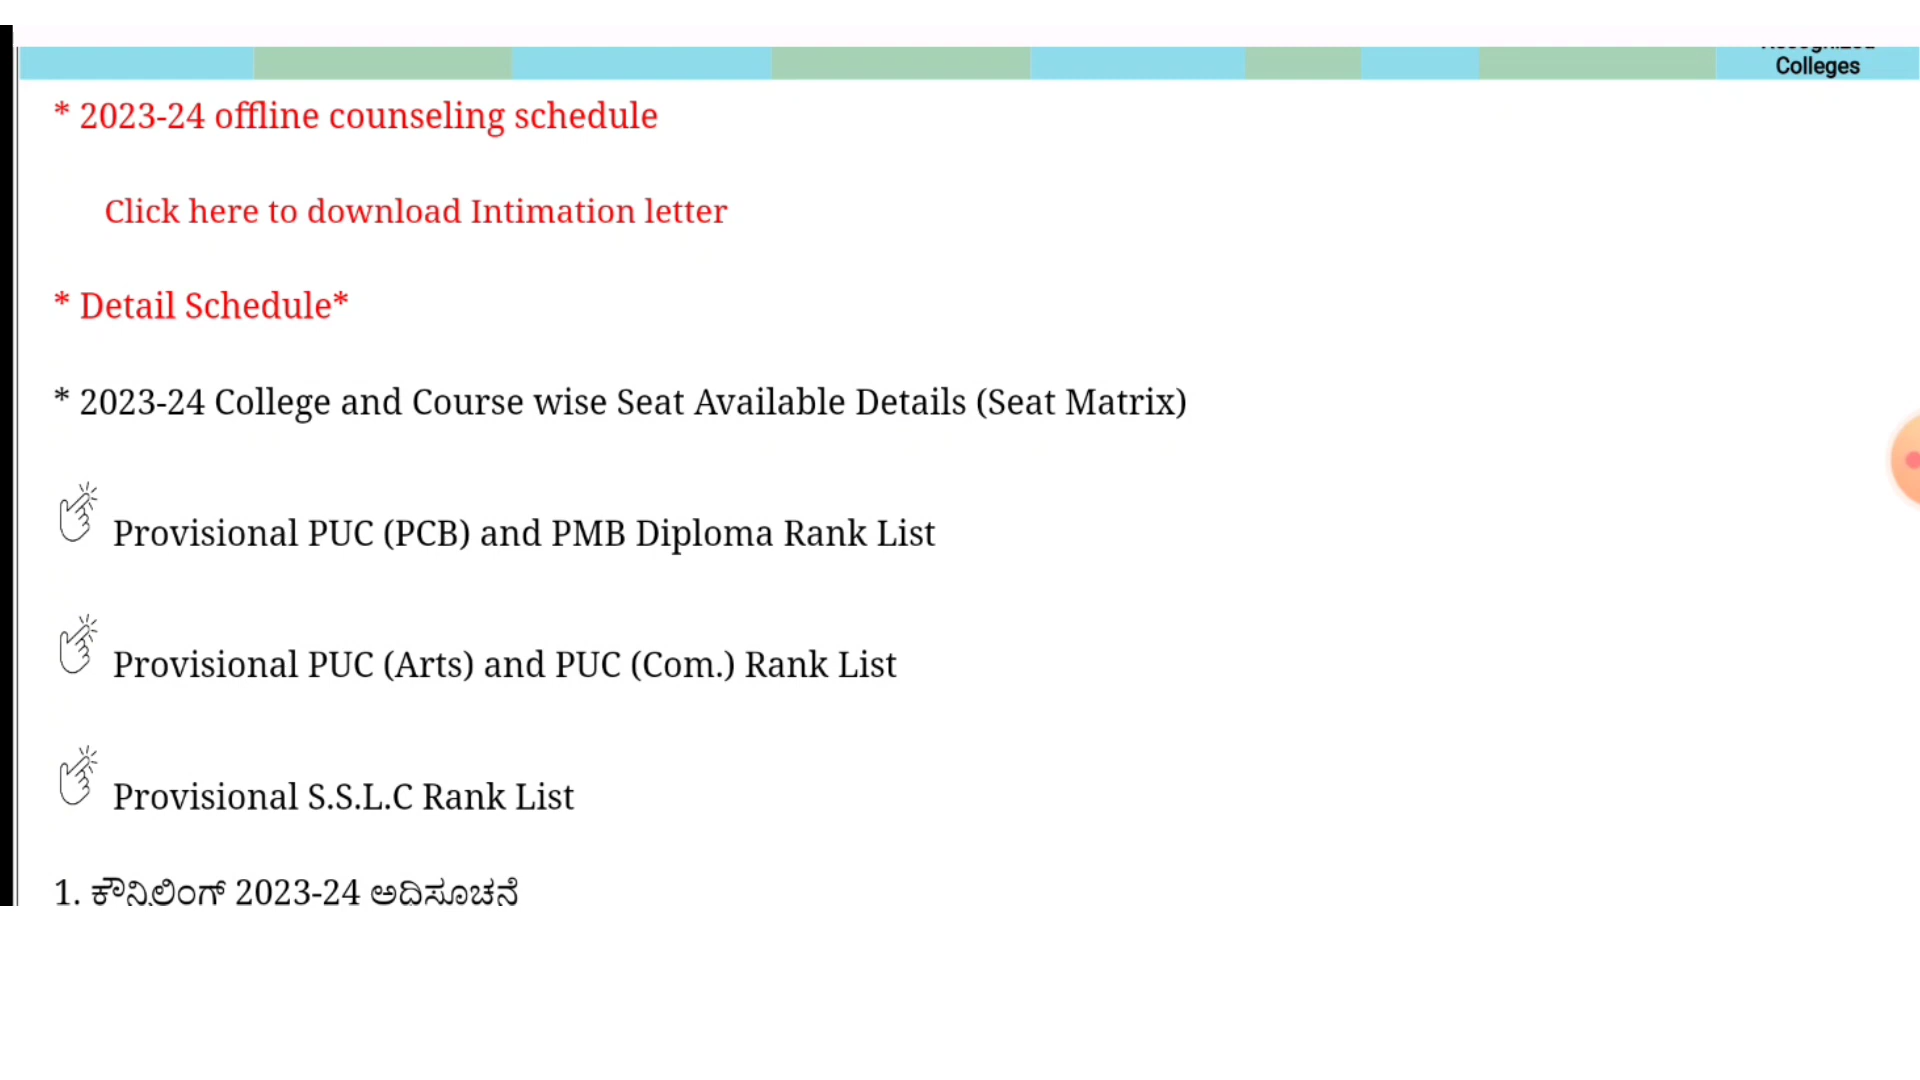 Colleges
* 2023-24 offline counseling schedule
Click here to download Intimation letter
* Detail Schedule*
* 2023-24 College and Course wise Seat Available Details (Seat Matrix)
Provisional PUC (PCB) and PMB Diploma Rank List
Provisional PUC (Arts) and PUC (Com.) Rank List
Provisional S.S.L.C Rank List
1. ಕೌನ್ಸಿಲಿಂಗ್ 2023-24 ಅಧಿಸೂಚನೆ